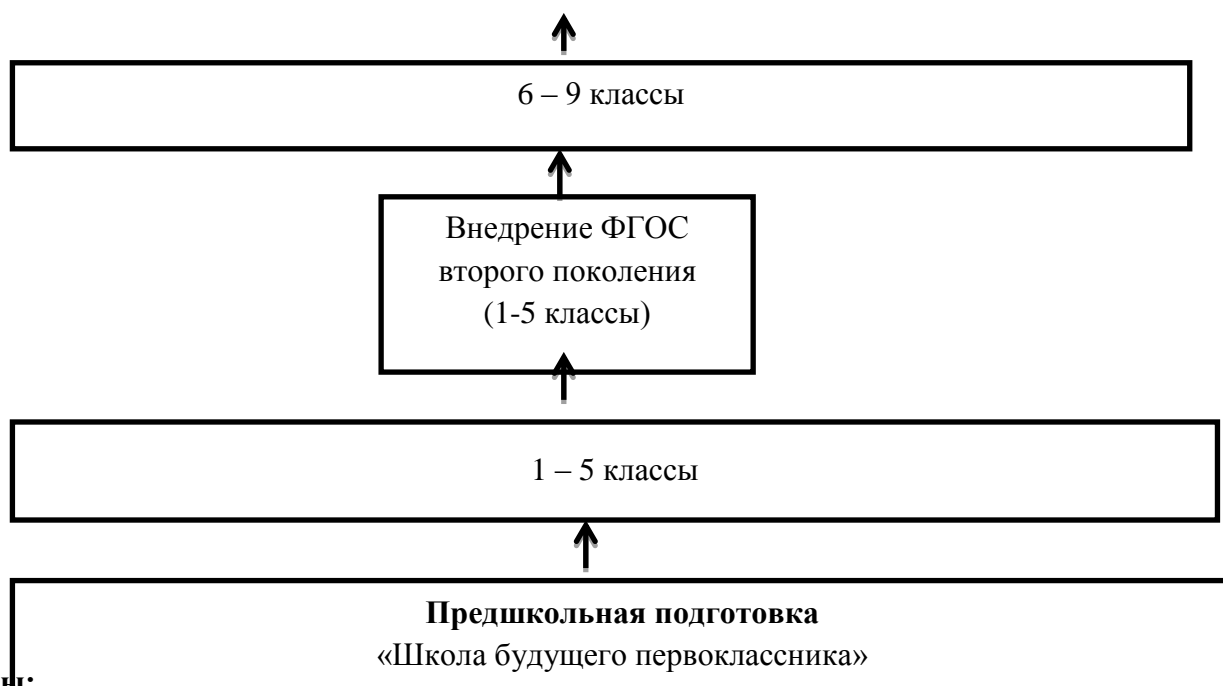 6 – 9 классы
Внедрение ФГОС
второго поколения
(1-5 классы)
1 – 5 классы
Предшкольная подготовка
«Школа будущего первоклассника»